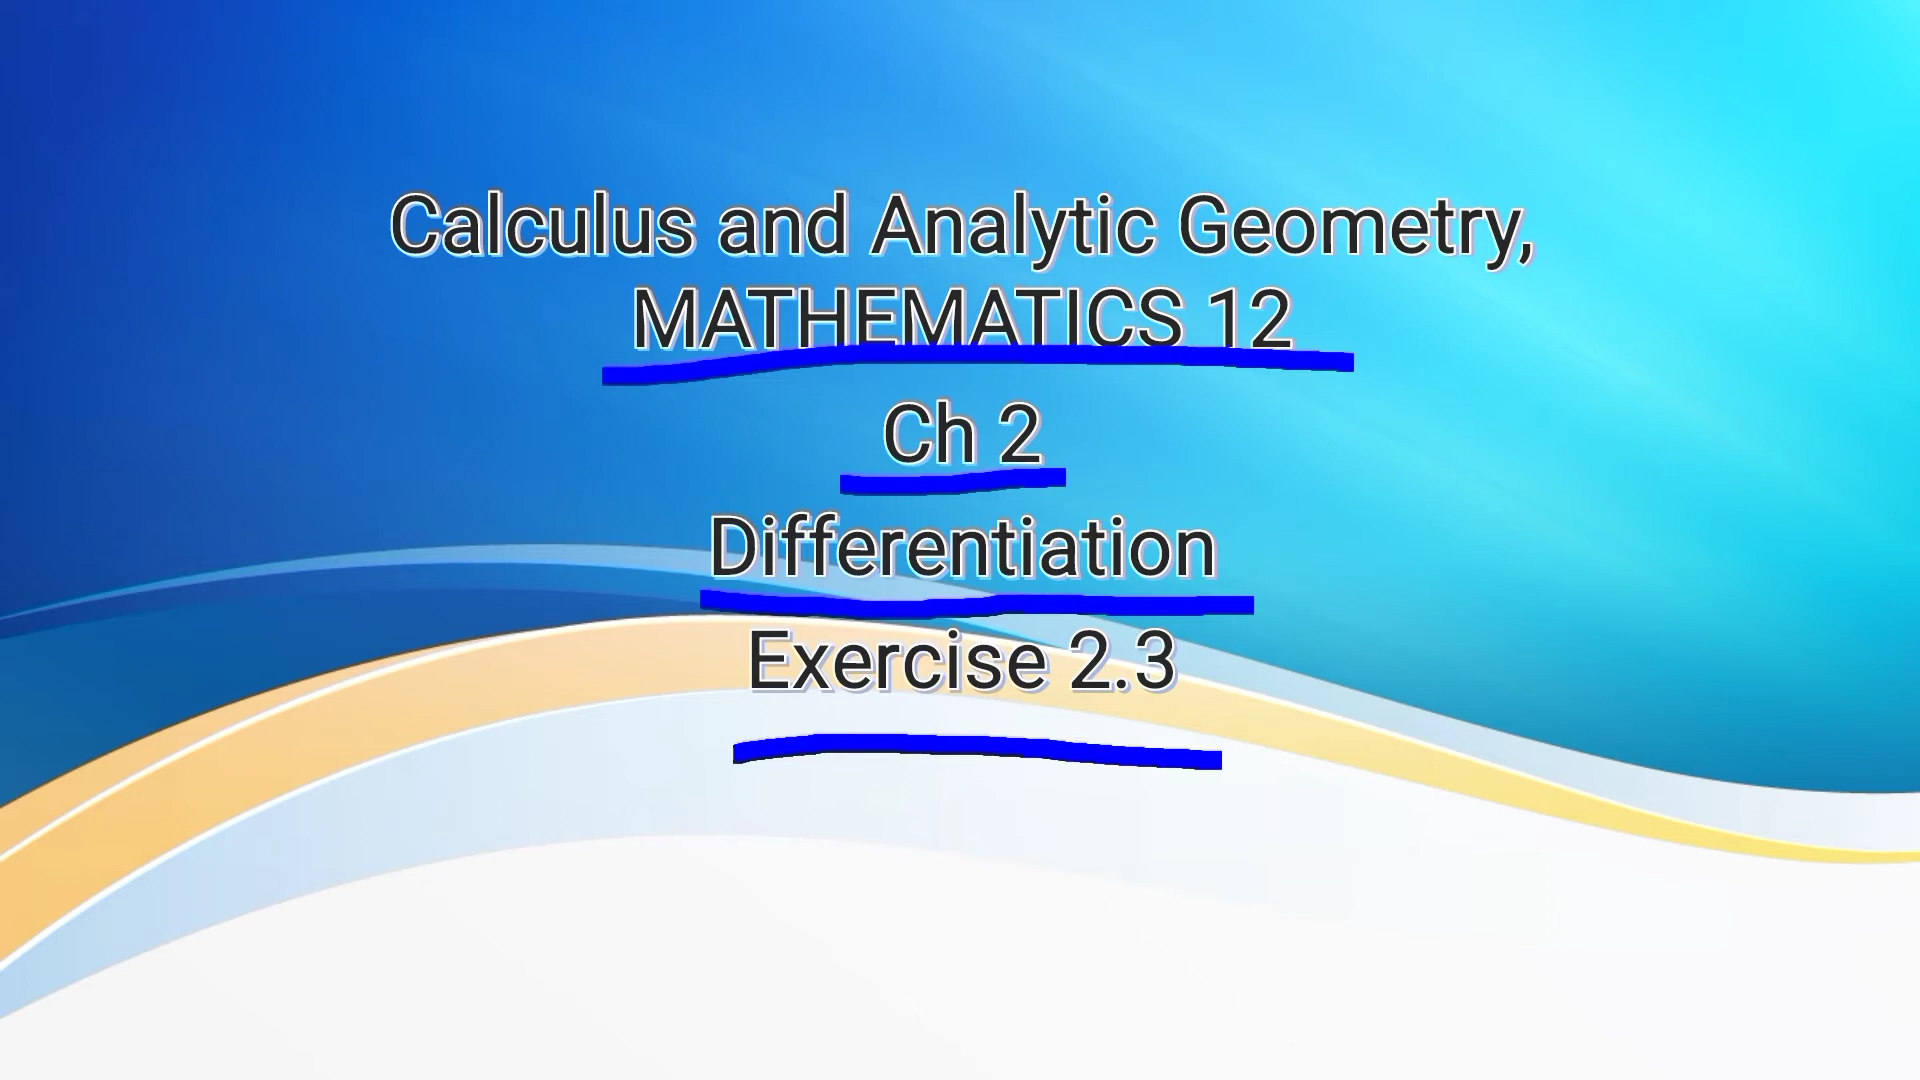 Calculus and Analytic Geometry,
MATHEMATICS 12
Ch 2
Differentiation
Exercise 2.3